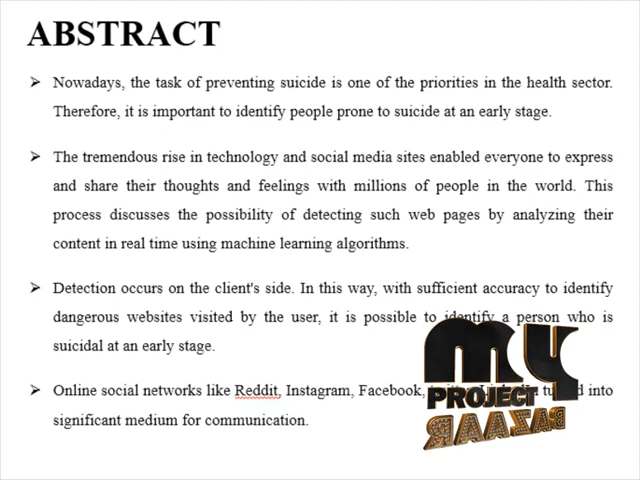 ABSTRACT
Nowadays, the task of preventing suicide is one of the priorities in the health sector.
Therefore, it is important to identify people prone to suicide at an early stage.
The tremendous rise in technology and social media sites enabled everyone to express
and share their thoughts and feelings with millions of people in the world. This
process discusses the possibility of detecting such web pages by analyzing their
content in real time using machine learning algorithms.
Detection occurs on the client's side. In this way, with sufficient accuracy to identify
dangerous websites visited by the user, it is possible to identify a person who is
suicidal at an early stage.
Online social networks like Reddit, Instagram, Facebook, into
significant medium for communication.
my
PROJECT
BAZAAR